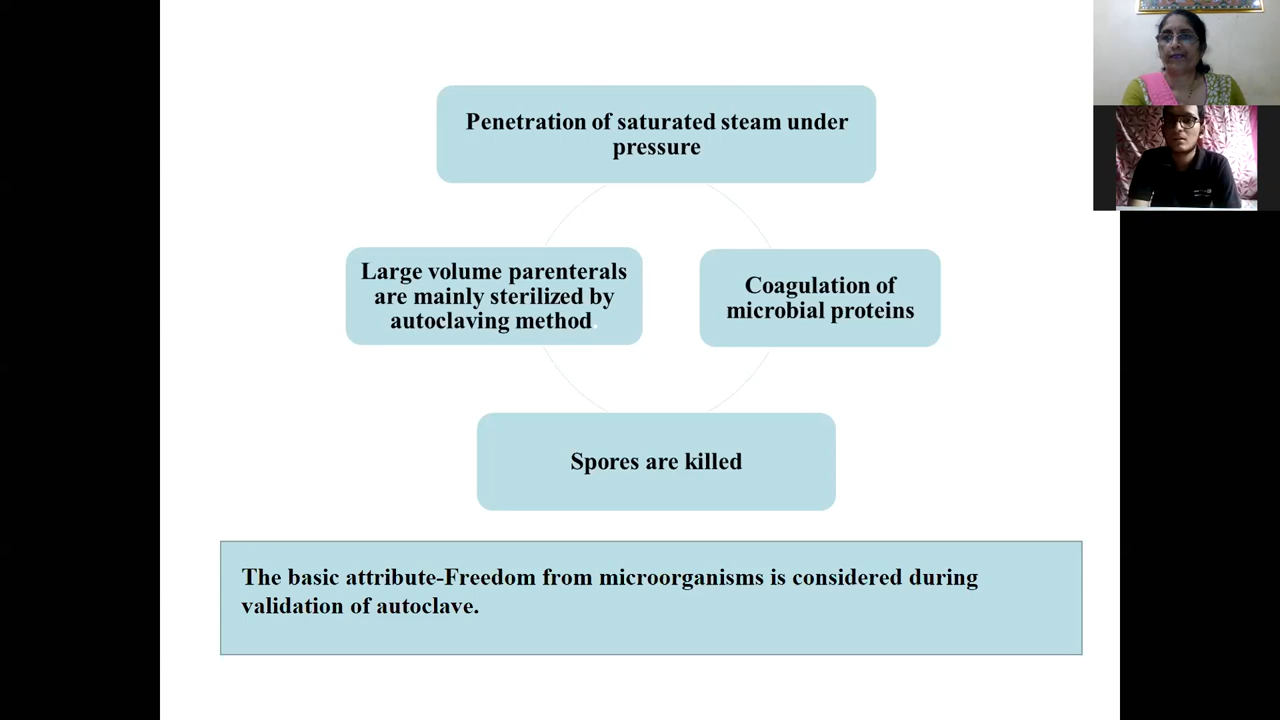 Penetration of saturated steam under
pressure
Large volume parenterals
are mainly sterilized by
autoclaving method.
Coagulation of
microbial proteins
Spores are killed
The basic attribute-Freedom from microorganisms is considered during
validation of autoclave.